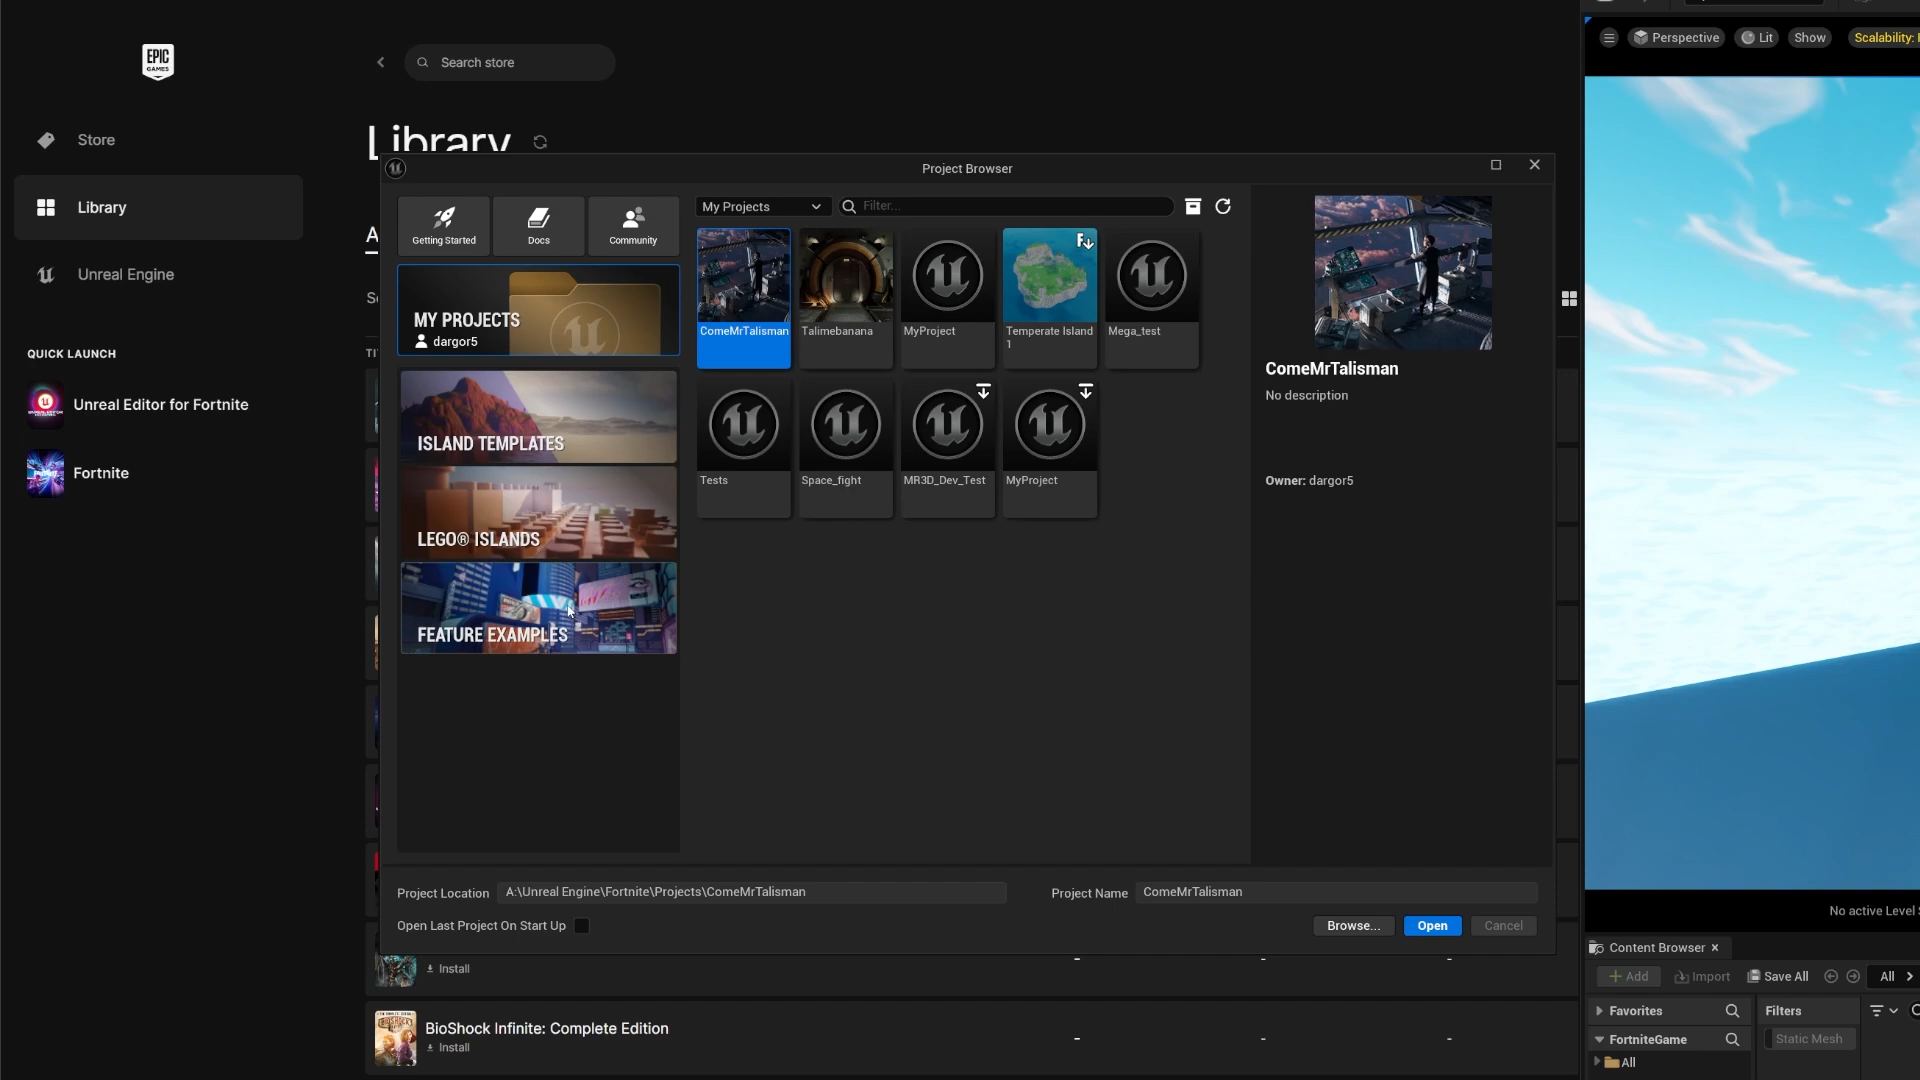 EPIC
GAMES
Store
Library
Unreal Engine
QUICK LAUNCH
Unreal Editor for Fortnite
Fortnite
Search store
Library
Project Browser
Getting Started
Docs
Community
MY PROJECTS
dargor5
ISLAND TEMPLATES
LEGO® ISLANDS
FEATURE EXAMPLES
My Projects
Filter...
ComeMrTalisman
Talimebanana
MyProject
Temperate Island
1
Mega_test
Tests
Space_fight
MR3D_Dev_Test
MyProject
ComeMrTalisman
No description
Owner: dargor5
Project Location
A:\Unreal Engine\Fortnite\Projects\ComeMrTalisman
Project Name
ComeMrTalisman
Open Last Project On Start Up
Browse...
Open
Cancel
Install
-
-
-
BioShock Infinite: Complete Edition
Install
-
-
-
Perspective
Lit
Show
Scalability:
No active Level
Content Browser
Add
Import
Save All
All
Favorites
Filters
FortniteGame
Static Mesh
All